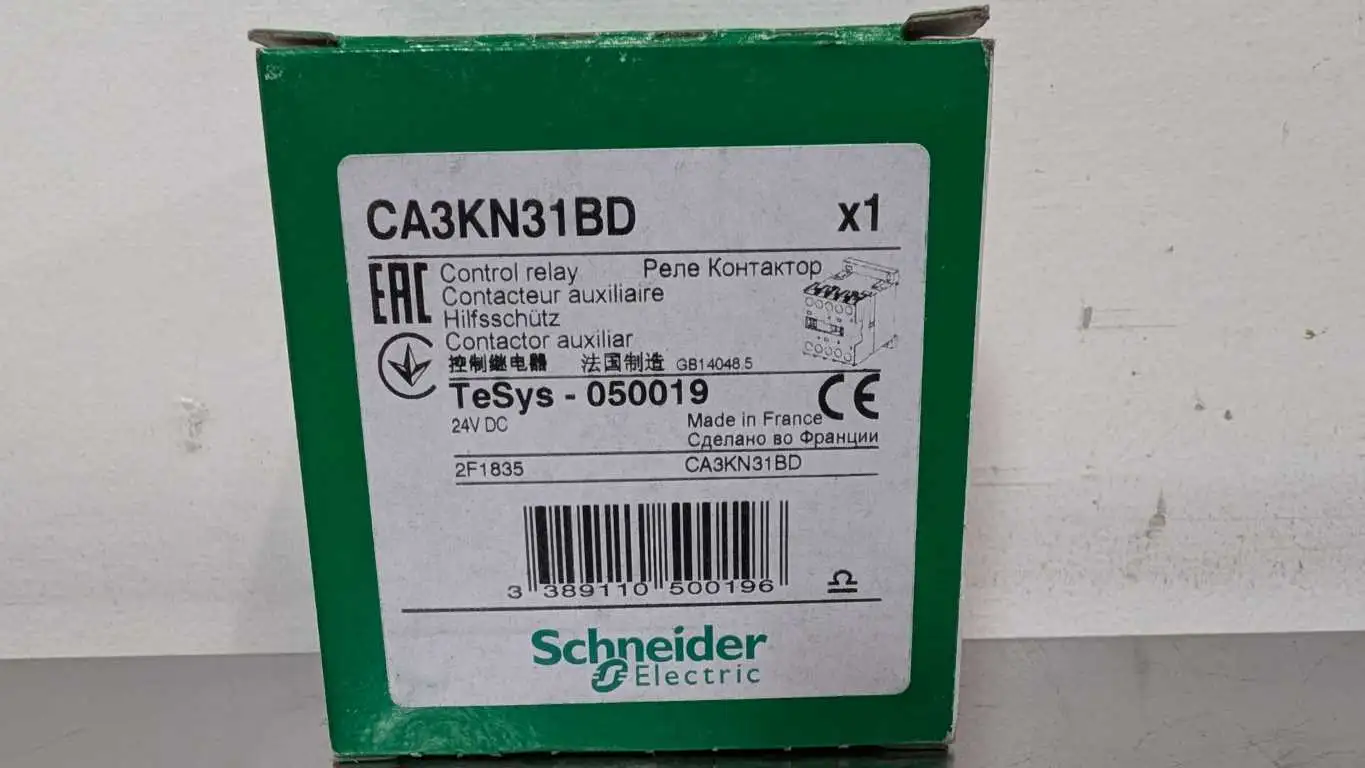 CA3KN31BD x1
EAC Control relay Реле Контактор
Contacteur auxiliaire
Hilfsschütz
Contactor auxiliar
控制继电器 法国制造 GB14048.5
TeSys - 050019 CE
24V DC Made in France
Сделано во Франции
2F1835 CA3KN31BD
3 389110 500196
Schneider
Electric